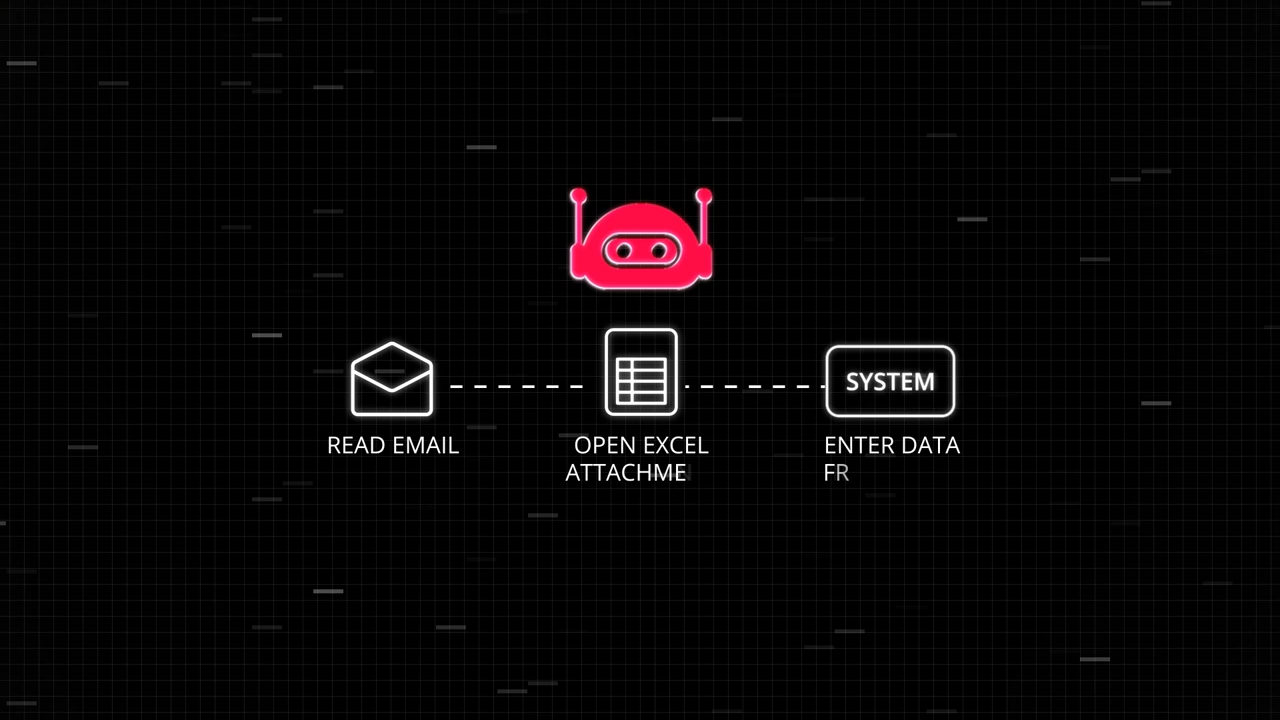 SYSTEM
READ EMAIL
OPEN EXCEL
ATTACHME
ENTER DATA
FR